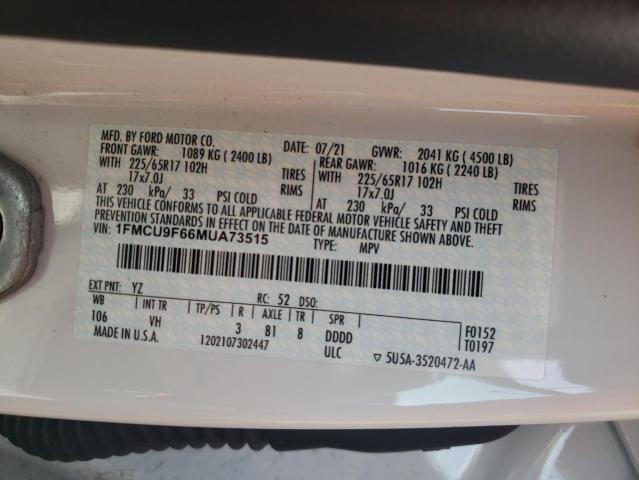 MFD. BY FORD MOTOR CO.
DATE: 07/21 GVWR: 2041 KG ( 4500 LB)
FRONT GAWR: 1089 KG ( 2400 LB) REAR GAWR: 1016 KG ( 2240 LB)
WITH 225/65R17 102H TIRES WITH 225/65R17 102H TIRES
17x7.0J RIMS 17x7.0J RIMS
AT 230 kPa/ 33 PSI COLD AT 230 kPa/ 33 PSI COLD
THIS VEHICLE CONFORMS TO ALL APPLICABLE FEDERAL MOTOR VEHICLE SAFETY AND THEFT
PREVENTION STANDARDS IN EFFECT ON THE DATE OF MANUFACTURE SHOWN ABOVE.
VIN: 1FMCU9F66MUA73515 TYPE: MPV
EXT PNT: YZ RC: 52 DSO:
WB INT TR TP/PS R AXLE TR SPR F0152
106 VH 3 81 8 DDDD T0197
MADE IN U.S.A. 1202107302447 ULC ▽ 5U5A-3520472-AA